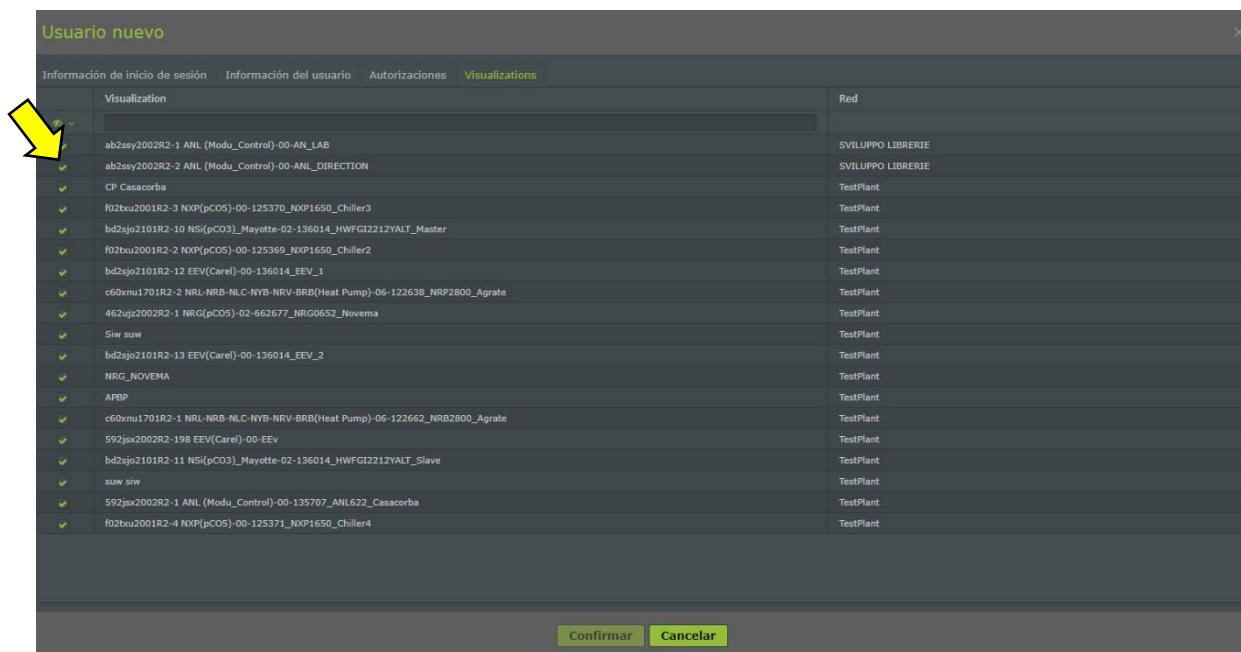 Usuario nuevo
Información de inicio de sesión Información del usuario Autorizaciones Visualizations
Visualization Red
ab2ssy2002R2-1 ANL (Modu_Control)-00-AN_LAB SVILUPPO LIBRERIE
ab2ssy2002R2-2 ANL (Modu_Control)-00-ANL_DIRECTION SVILUPPO LIBRERIE
CP Casacorba TestPlant
f02txu2001R2-3 NXP(pCO5)-00-125370_NXP1650_Chiller3 TestPlant
bd2sjo2101R2-10 NSi(pCO3)_Mayotte-02-136014_HWFGI2212YALT_Master TestPlant
f02txu2001R2-2 NXP(pCO5)-00-125369_NXP1650_Chiller2 TestPlant
bd2sjo2101R2-12 EEV(Carel)-00-136014_EEV_1 TestPlant
c60xnu1701R2-2 NRL-NRB-NLC-NYB-NRV-BRB(Heat Pump)-06-122638_NRP2800_Agrate TestPlant
462ujz2002R2-1 NRG(pCO5)-02-662677_NRG0652_Novema TestPlant
Siw suw TestPlant
bd2sjo2101R2-13 EEV(Carel)-00-136014_EEV_2 TestPlant
NRG_NOVEMA TestPlant
APBP TestPlant
c60xnu1701R2-1 NRL-NRB-NLC-NYB-NRV-BRB(Heat Pump)-06-122662_NRB2800_Agrate TestPlant
592jsx2002R2-198 EEV(Carel)-00-EEv TestPlant
bd2sjo2101R2-11 NSi(pCO3)_Mayotte-02-136014_HWFGI2212YALT_Slave TestPlant
suw siw TestPlant
592jsx2002R2-1 ANL (Modu_Control)-00-135707_ANL622_Casacorba TestPlant
f02txu2001R2-4 NXP(pCO5)-00-125371_NXP1650_Chiller4 TestPlant
Confirmar Cancelar